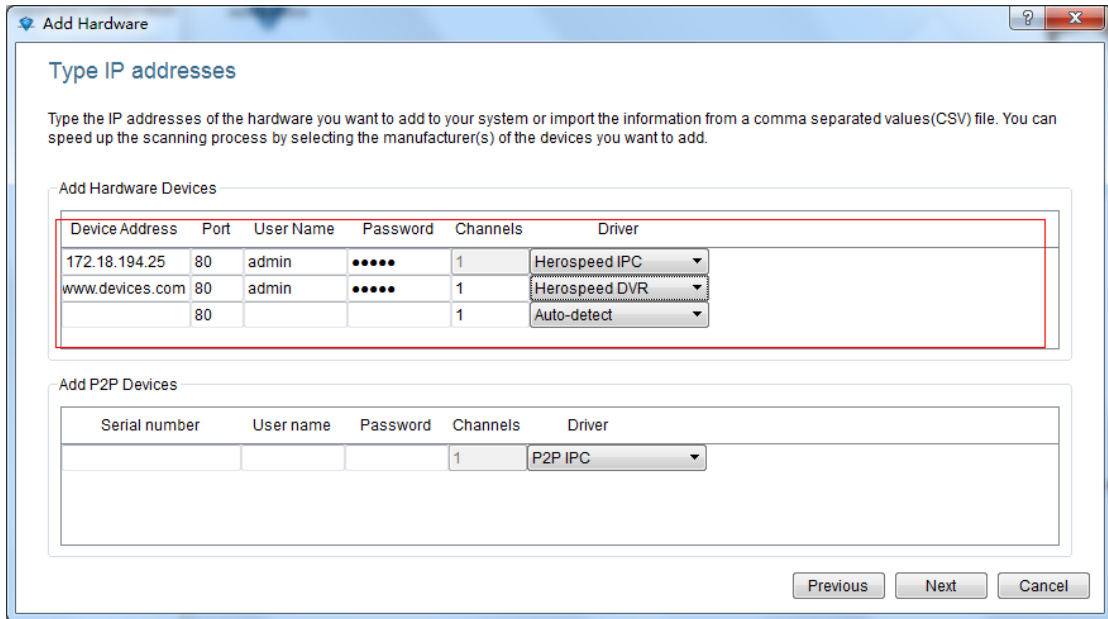 Add Hardware
Type IP addresses
Type the IP addresses of the hardware you want to add to your system or import the information from a comma separated values(CSV) file. You can
speed up the scanning process by selecting the manufacturer(s) of the devices you want to add.
Add Hardware Devices
Device Address Port User Name Password Channels Driver
172.18.194.25 80 admin ●●●●● 1 Herospeed IPC
www.devices.com 80 admin ●●●●● 1 Herospeed DVR
80 1 Auto-detect
Add P2P Devices
Serial number User name Password Channels Driver
1 P2P IPC
Previous Next Cancel